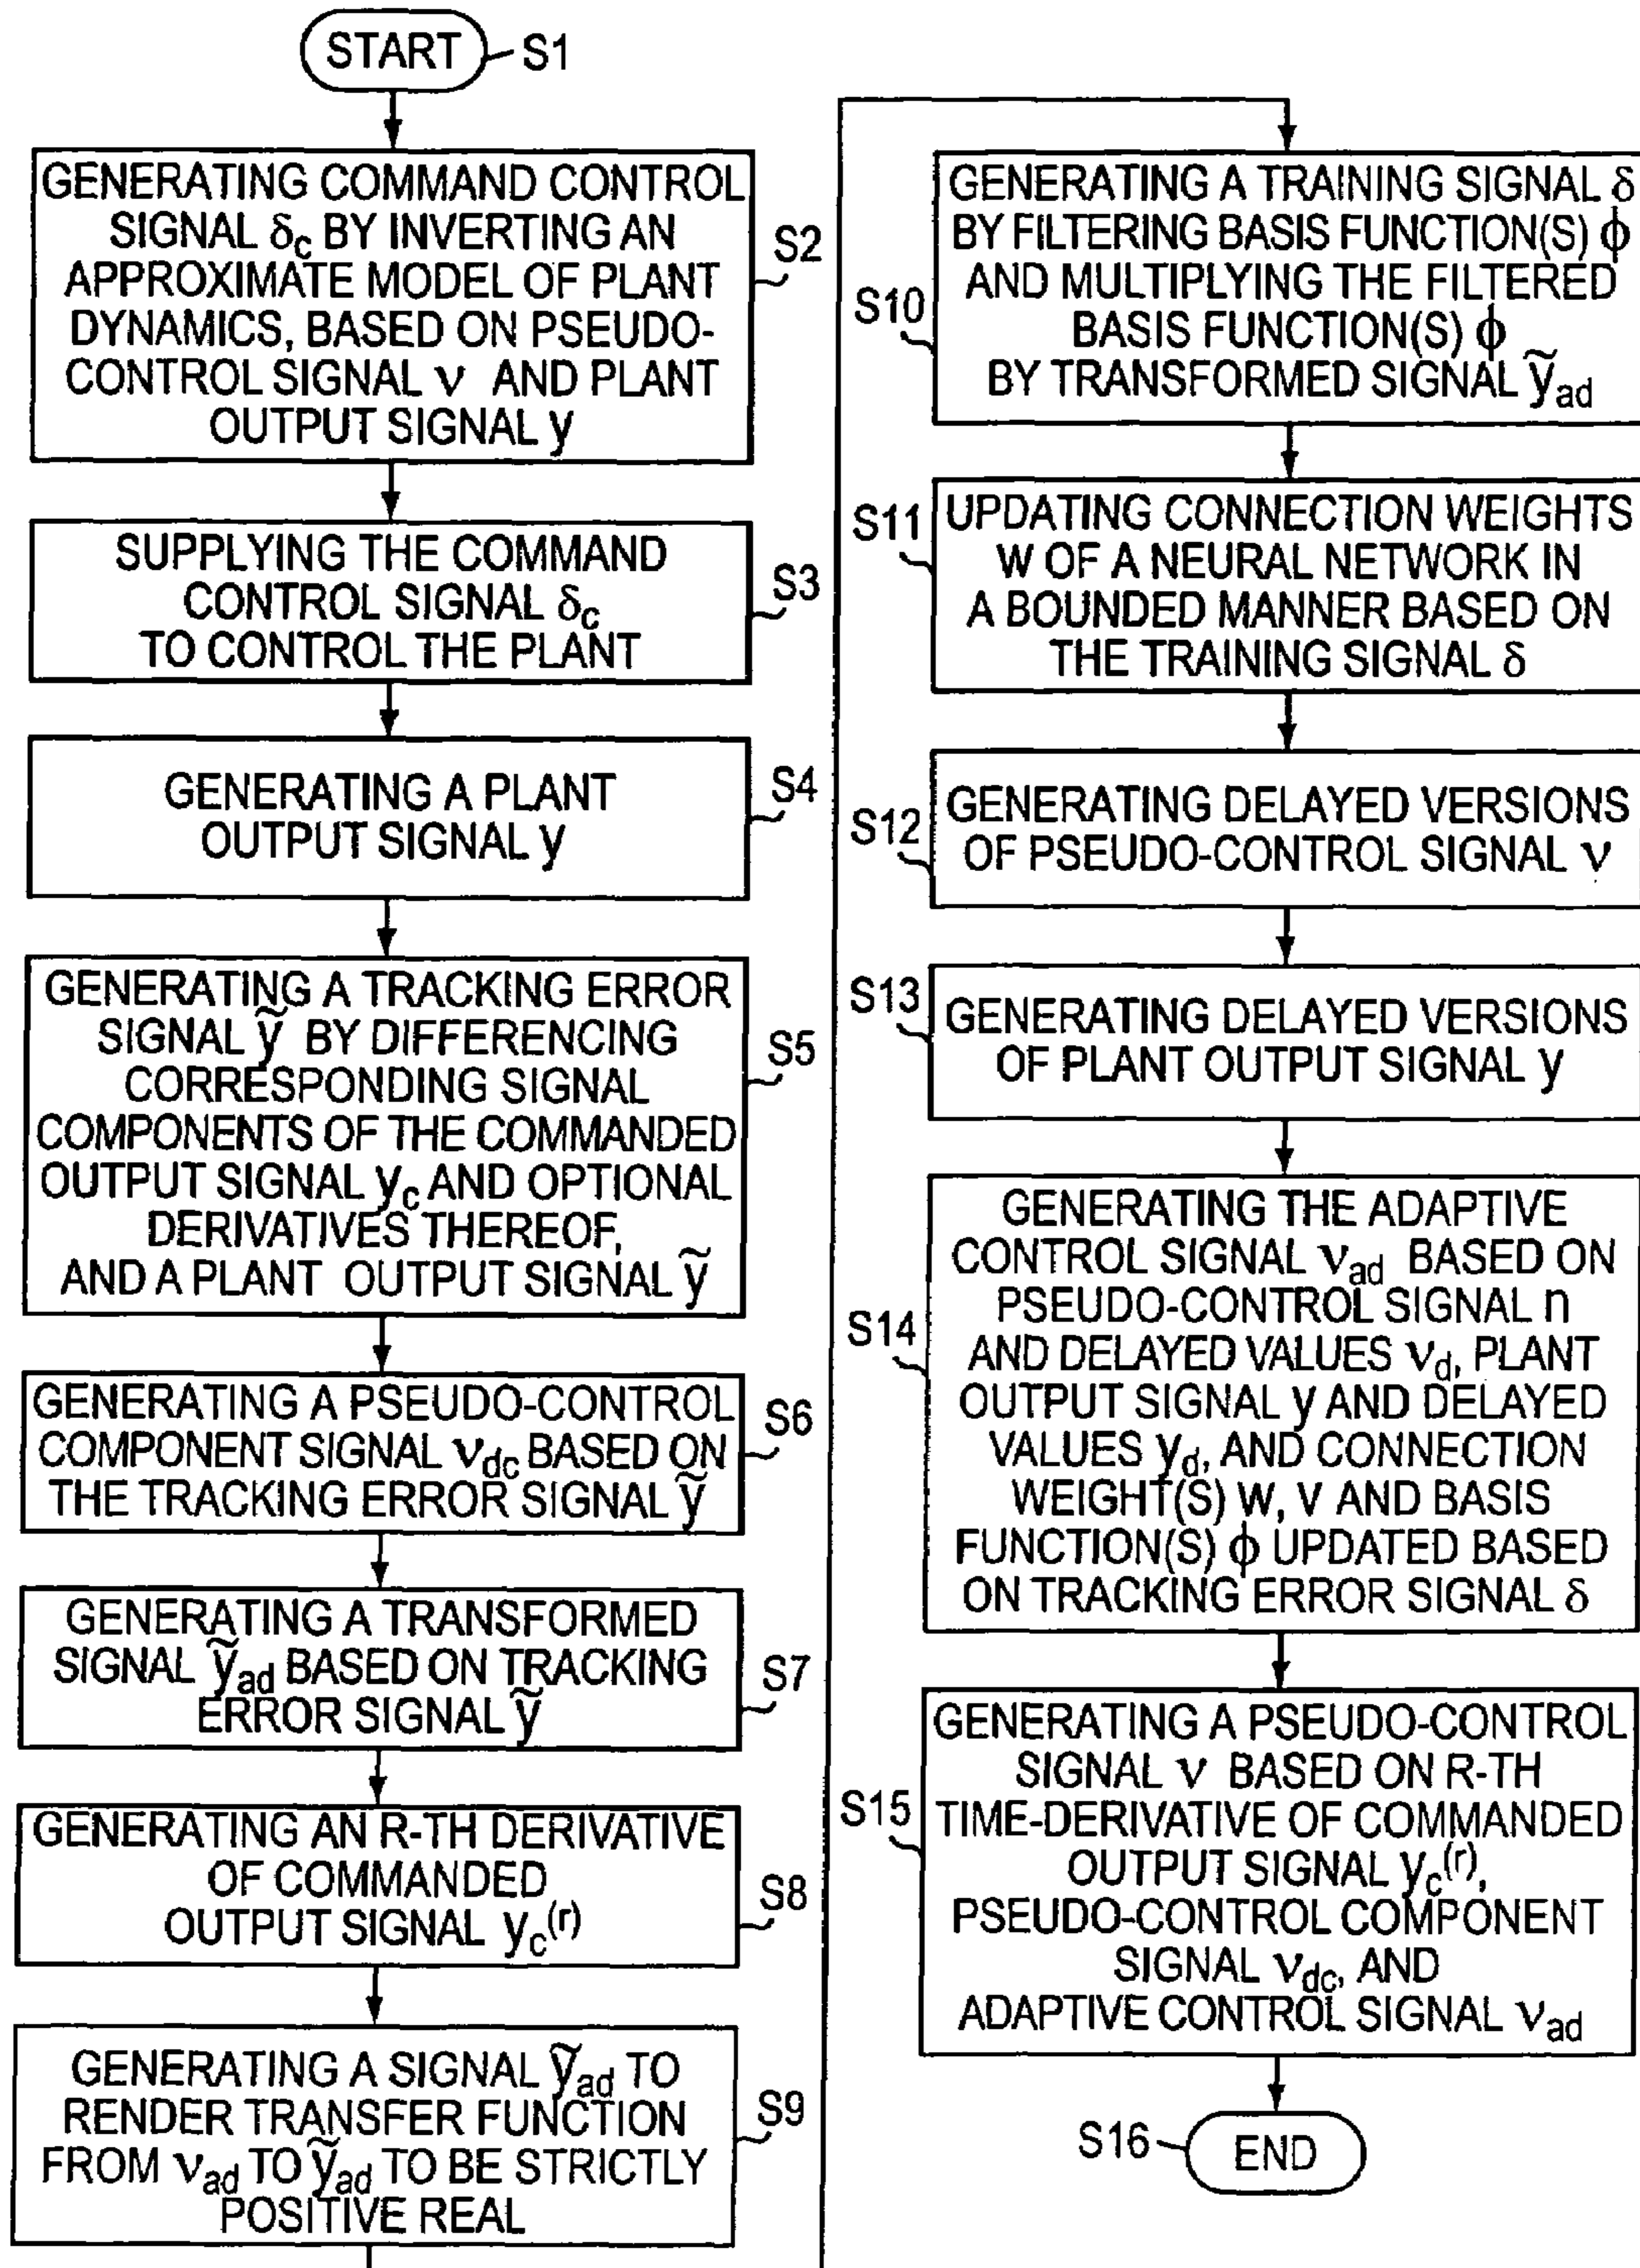 START S1
GENERATING COMMAND CONTROL
SIGNAL δc BY INVERTING AN
APPROXIMATE MODEL OF PLANT
DYNAMICS, BASED ON PSEUDO-
CONTROL SIGNAL ν AND PLANT
OUTPUT SIGNAL y
S2
SUPPLYING THE COMMAND
CONTROL SIGNAL δc
TO CONTROL THE PLANT
S3
GENERATING A PLANT
OUTPUT SIGNAL y
S4
GENERATING A TRACKING ERROR
SIGNAL ỹ BY DIFFERENCING
CORRESPONDING SIGNAL
COMPONENTS OF THE COMMANDED
OUTPUT SIGNAL yc AND OPTIONAL
DERIVATIVES THEREOF,
AND A PLANT OUTPUT SIGNAL ỹ
S5
GENERATING A PSEUDO-CONTROL
COMPONENT SIGNAL νdc BASED ON
THE TRACKING ERROR SIGNAL ỹ
S6
GENERATING A TRANSFORMED
SIGNAL ỹad BASED ON TRACKING
ERROR SIGNAL ỹ
S7
GENERATING AN R-TH DERIVATIVE
OF COMMANDED
OUTPUT SIGNAL yc(r)
S8
GENERATING A SIGNAL ỹad TO
RENDER TRANSFER FUNCTION
FROM νad TO ỹad TO BE STRICTLY
POSITIVE REAL
S9
GENERATING A TRAINING SIGNAL δ
BY FILTERING BASIS FUNCTION(S) ϕ
AND MULTIPLYING THE FILTERED
BASIS FUNCTION(S) ϕ
BY TRANSFORMED SIGNAL ỹad
S10
UPDATING CONNECTION WEIGHTS
W OF A NEURAL NETWORK IN
A BOUNDED MANNER BASED ON
THE TRAINING SIGNAL δ
S11
GENERATING DELAYED VERSIONS
OF PSEUDO-CONTROL SIGNAL ν
S12
GENERATING DELAYED VERSIONS
OF PLANT OUTPUT SIGNAL y
S13
GENERATING THE ADAPTIVE
CONTROL SIGNAL νad BASED ON
PSEUDO-CONTROL SIGNAL n
AND DELAYED VALUES νd, PLANT
OUTPUT SIGNAL y AND DELAYED
VALUES yd, AND CONNECTION
WEIGHT(S) W, V AND BASIS
FUNCTION(S) ϕ UPDATED BASED
ON TRACKING ERROR SIGNAL δ
S14
GENERATING A PSEUDO-CONTROL
SIGNAL ν BASED ON R-TH
TIME-DERIVATIVE OF COMMANDED
OUTPUT SIGNAL yc(r),
PSEUDO-CONTROL COMPONENT
SIGNAL νdc, AND
ADAPTIVE CONTROL SIGNAL νad
S15
S16 END